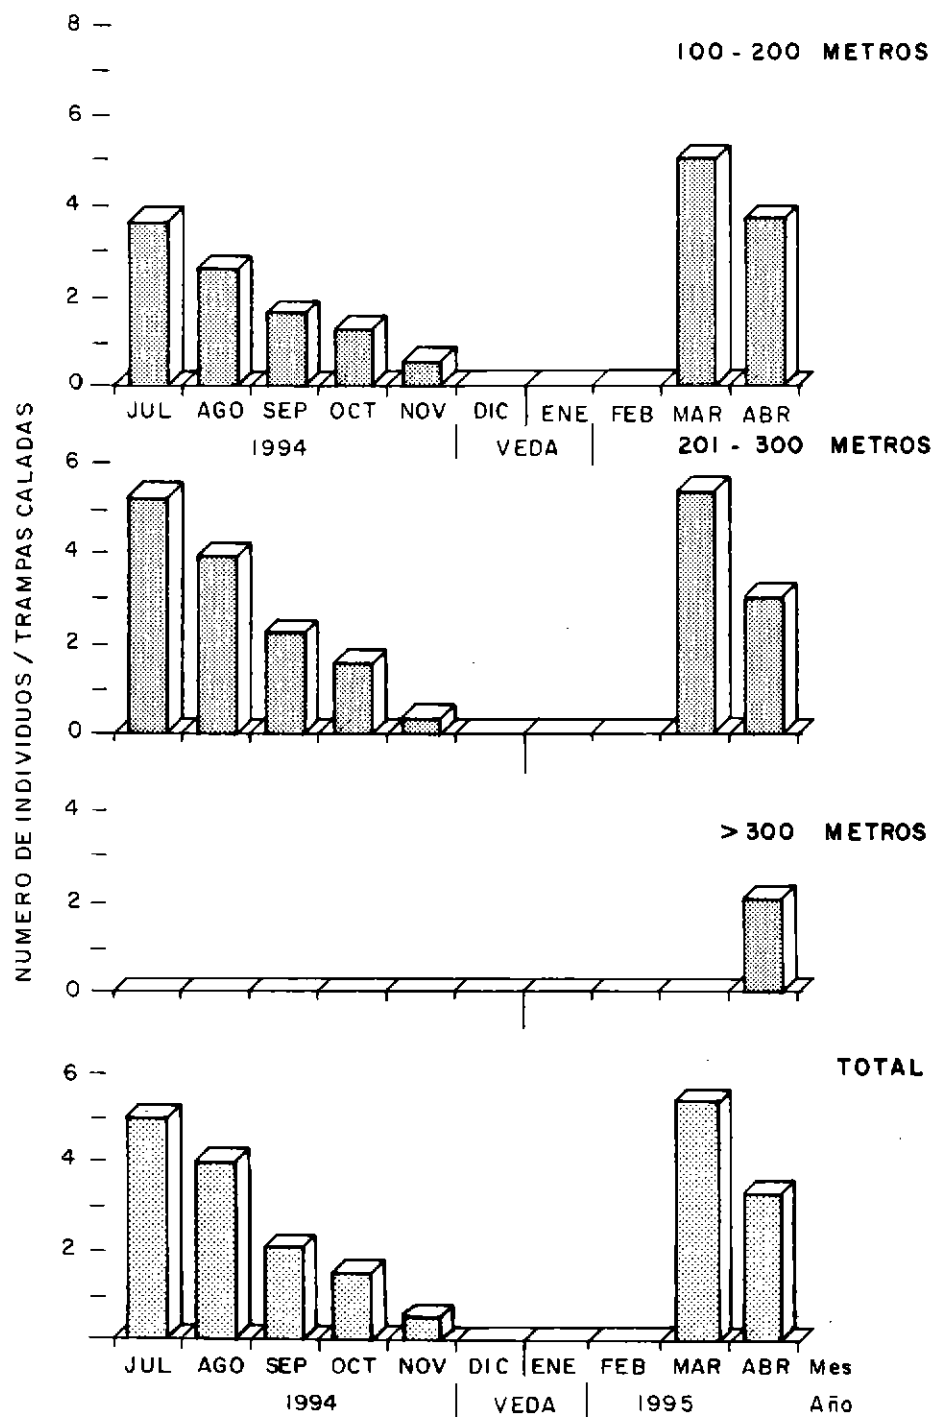 NUMERO DE INDIVIDUOS / TRAMPAS CALADAS
100 - 200 METROS
8
6
4
2
0
JUL AGO SEP OCT NOV DIC ENE FEB MAR ABR
1994 VEDA
201 - 300 METROS
6
4
2
0
> 300 METROS
4
2
0
TOTAL
6
4
2
JUL AGO SEP OCT NOV DIC ENE FEB MAR ABR Mes
1994 VEDA 1995 Año